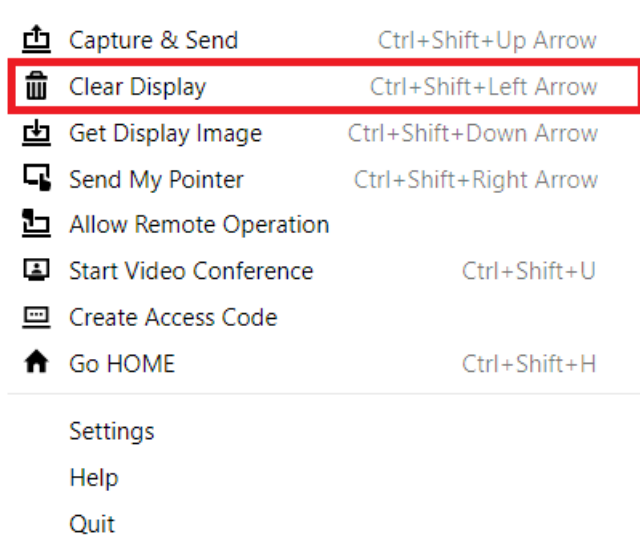 Capture & Send Ctrl+Shift+Up Arrow
Clear Display Ctrl+Shift+Left Arrow
Get Display Image Ctrl+Shift+Down Arrow
Send My Pointer Ctrl+Shift+Right Arrow
Allow Remote Operation
Start Video Conference Ctrl+Shift+U
Create Access Code
Go HOME Ctrl+Shift+H
Settings
Help
Quit